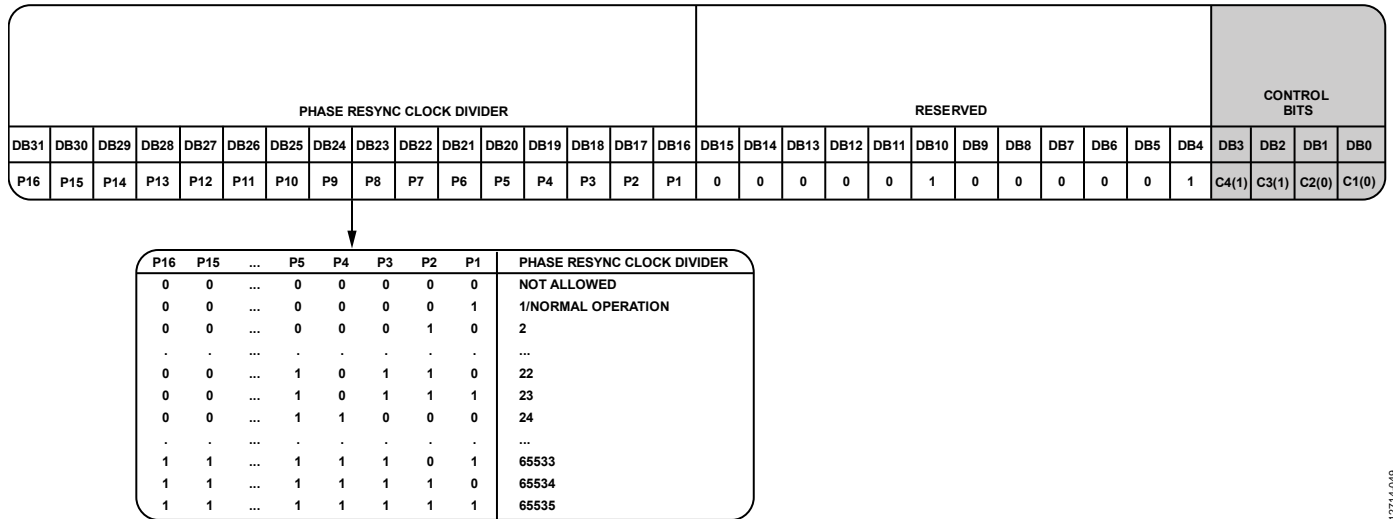 PHASE RESYNC CLOCK DIVIDER RESERVED CONTROL
BITS
DB31 DB30 DB29 DB28 DB27 DB26 DB25 DB24 DB23 DB22 DB21 DB20 DB19 DB18 DB17 DB16 DB15 DB14 DB13 DB12 DB11 DB10 DB9 DB8 DB7 DB6 DB5 DB4 DB3 DB2 DB1 DB0
P16 P15 P14 P13 P12 P11 P10 P9 P8 P7 P6 P5 P4 P3 P2 P1 0 0 0 0 0 1 0 0 0 0 0 1 C4(1) C3(1) C2(0) C1(0)
P16 P15 ... P5 P4 P3 P2 P1 PHASE RESYNC CLOCK DIVIDER
0 0 ... 0 0 0 0 0 NOT ALLOWED
0 0 ... 0 0 0 0 1 1/NORMAL OPERATION
0 0 ... 0 0 0 1 0 2
. . ... . . . . . ...
0 0 ... 1 0 1 1 0 22
0 0 ... 1 0 1 1 1 23
0 0 ... 1 1 0 0 0 24
. . ... . . . . . ...
1 1 ... 1 1 1 0 1 65533
1 1 ... 1 1 1 1 0 65534
1 1 ... 1 1 1 1 1 65535
12714-049